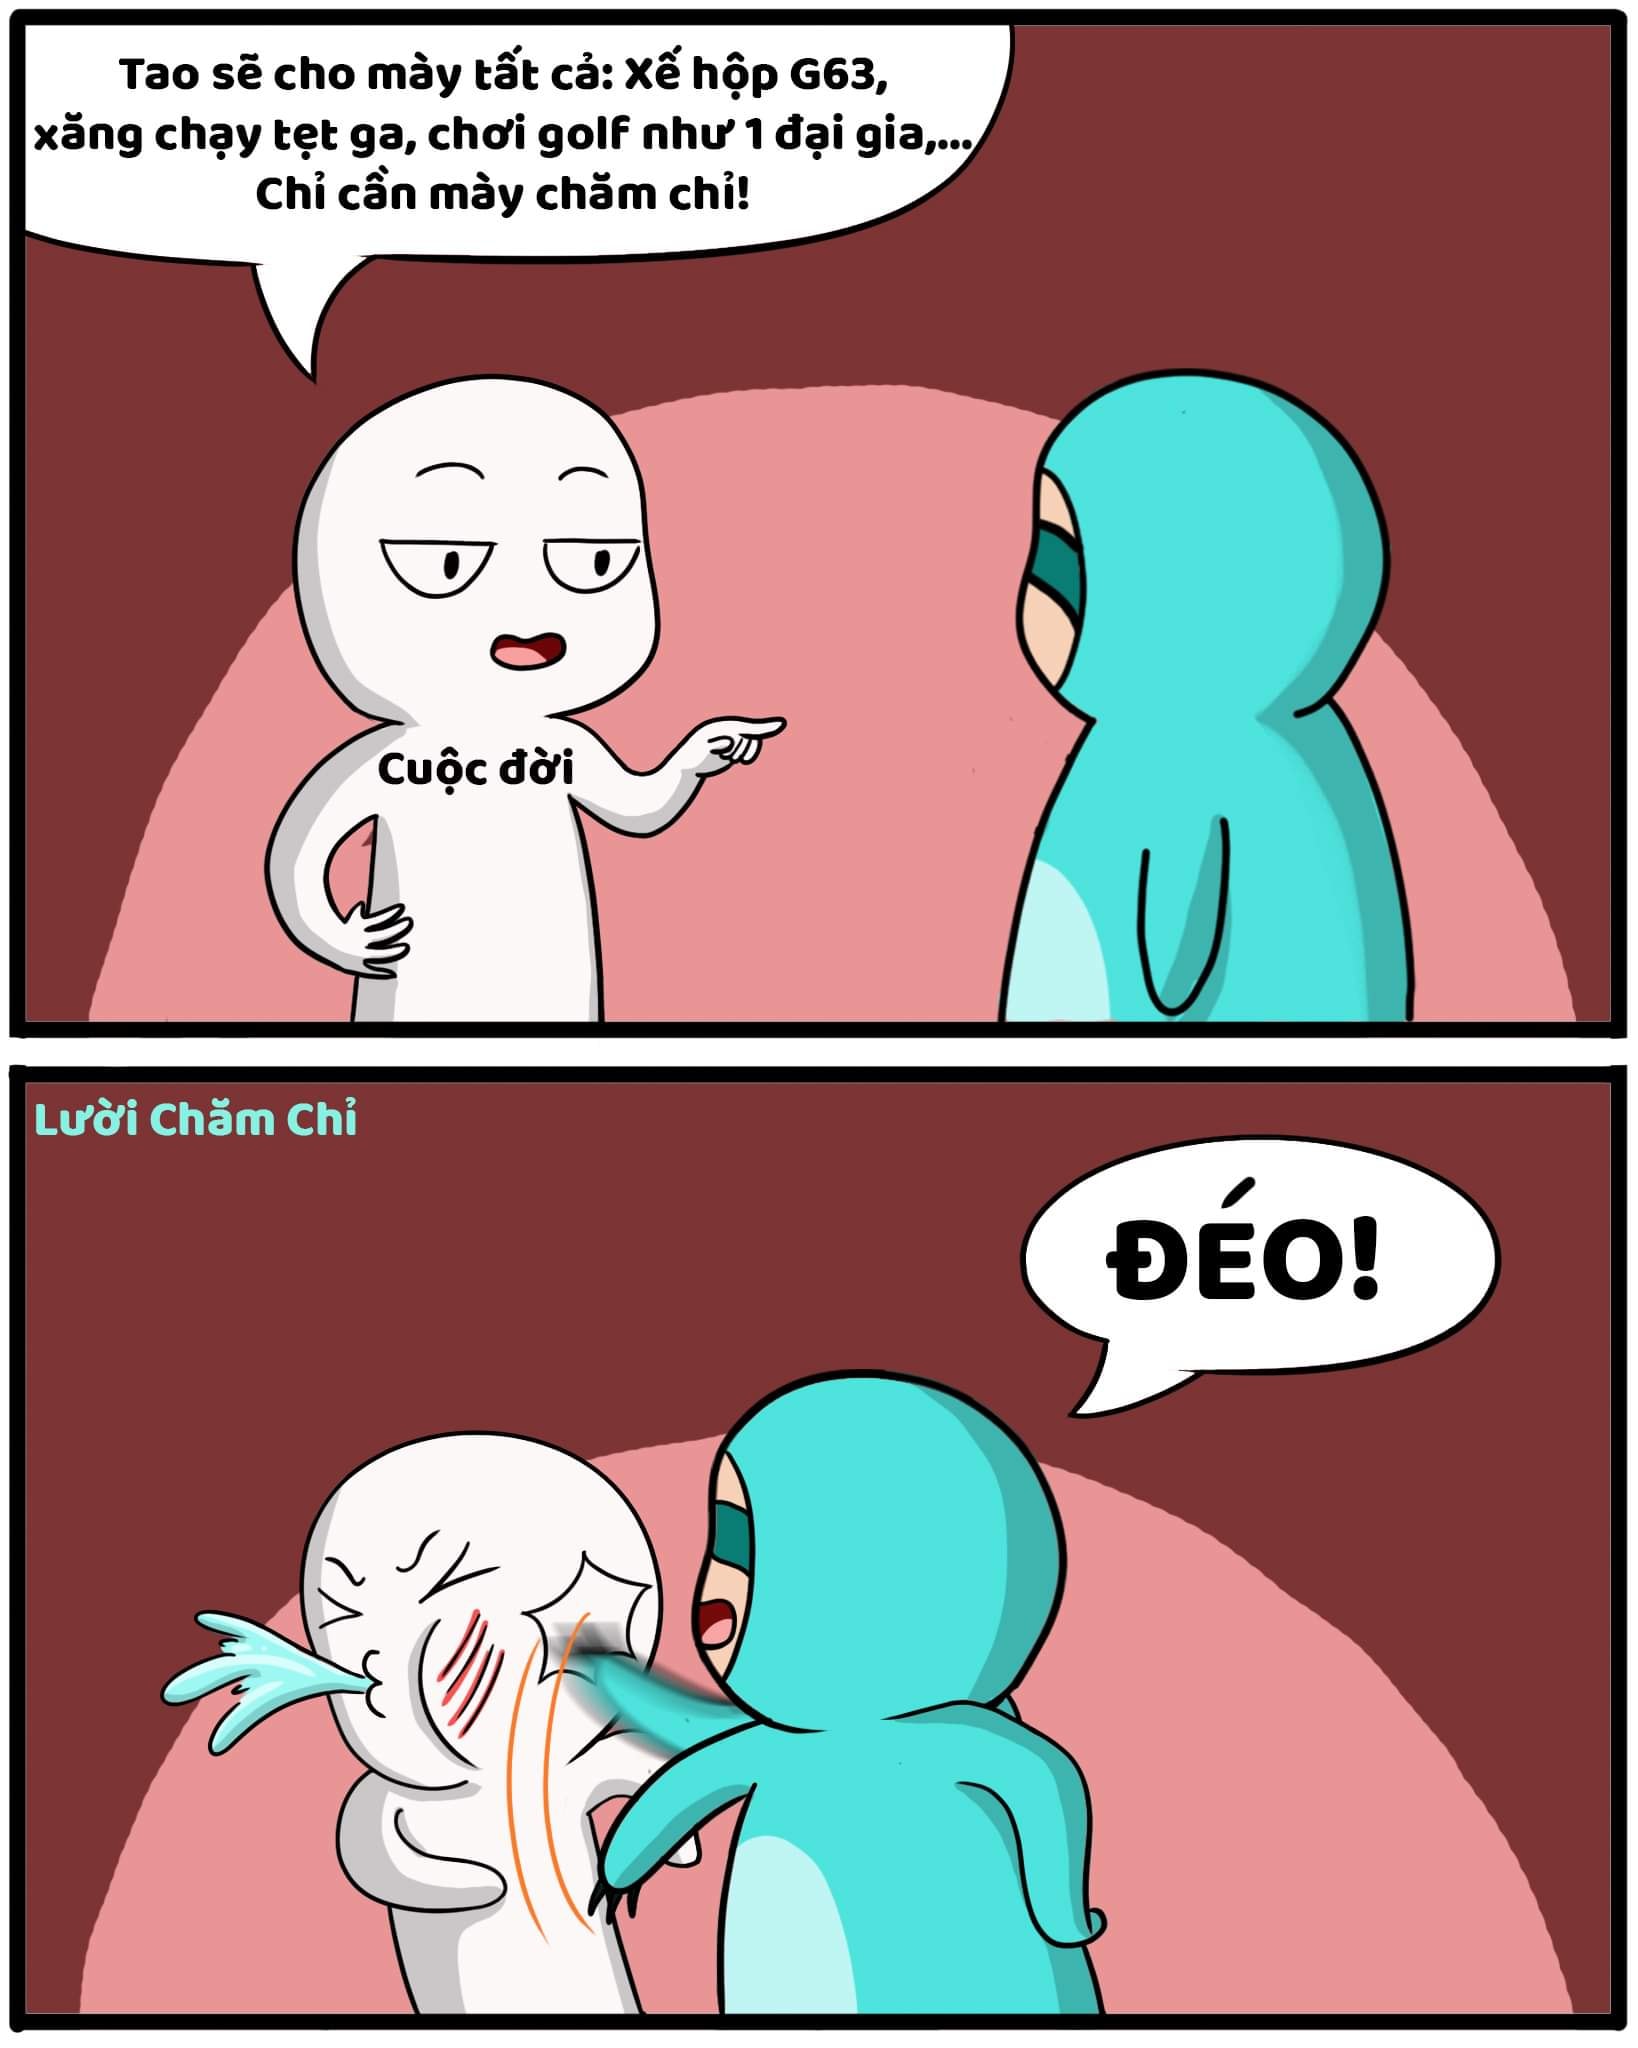 Tao sẽ cho mày tất cả: Xế hộp G63,
xăng chạy tẹt ga, chơi golf như 1 đại gia,...
Chỉ cần mày chăm chỉ!
Cuộc đời
Lười Chăm Chỉ
ĐÉO!